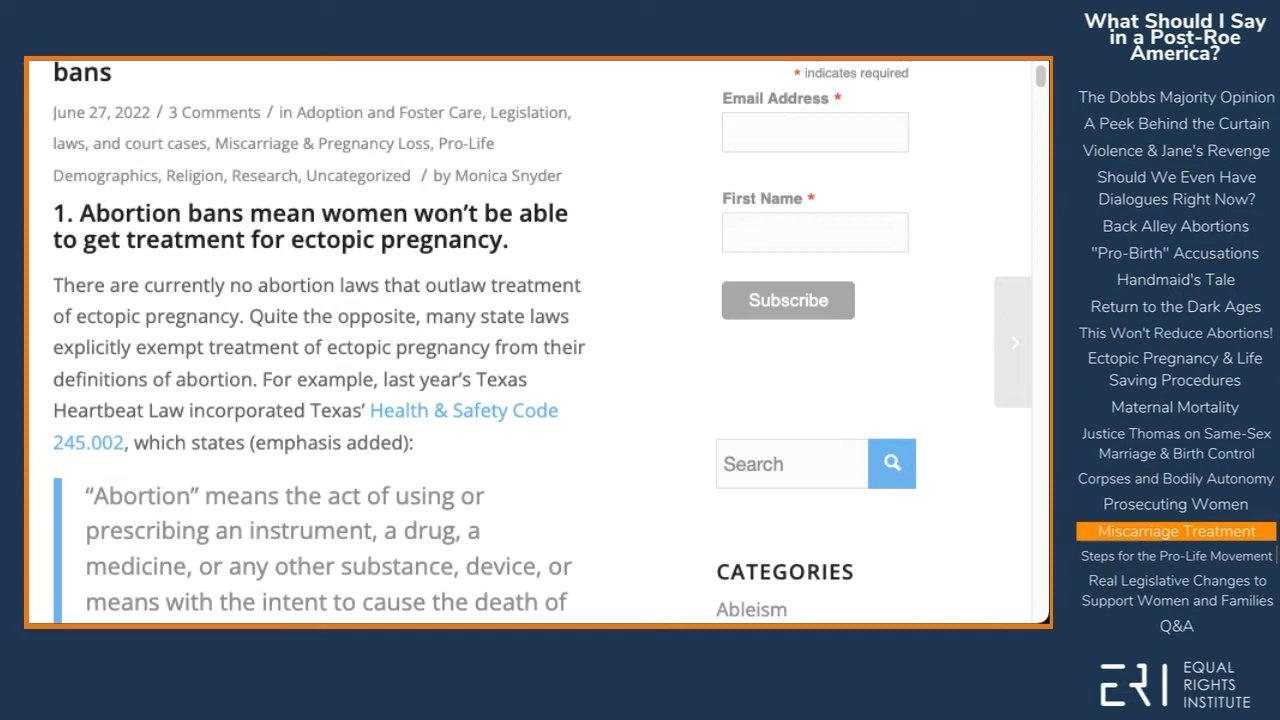 bans
June 27, 2022 / 3 Comments / in Adoption and Foster Care, Legislation,
laws, and court cases, Miscarriage & Pregnancy Loss, Pro-Life
Demographics, Religion, Research, Uncategorized / by Monica Snyder
1. Abortion bans mean women won't be able
to get treatment for ectopic pregnancy.
There are currently no abortion laws that outlaw treatment
of ectopic pregnancy. Quite the opposite, many state laws
explicitly exempt treatment of ectopic pregnancy from their
definitions of abortion. For example, last year's Texas
Heartbeat Law incorporated Texas' Health & Safety Code
245.002, which states (emphasis added):
“Abortion” means the act of using or
prescribing an instrument, a drug, a
medicine, or any other substance, device, or
means with the intent to cause the death of
* indicates required
Email Address *
First Name *
Subscribe
Search
CATEGORIES
Ableism
What Should I Say
in a Post-Roe
America?
The Dobbs Majority Opinion
A Peek Behind the Curtain
Violence & Jane's Revenge
Should We Even Have
Dialogues Right Now?
Back Alley Abortions
"Pro-Birth" Accusations
Handmaid's Tale
Return to the Dark Ages
This Won't Reduce Abortions!
Ectopic Pregnancy & Life
Saving Procedures
Maternal Mortality
Justice Thomas on Same-Sex
Marriage & Birth Control
Corpses and Bodily Autonomy
Prosecuting Women
Miscarriage Treatment
Steps for the Pro-Life Movement
Real Legislative Changes to
Support Women and Families
Q&A
ERI
EQUAL
RIGHTS
INSTITUTE